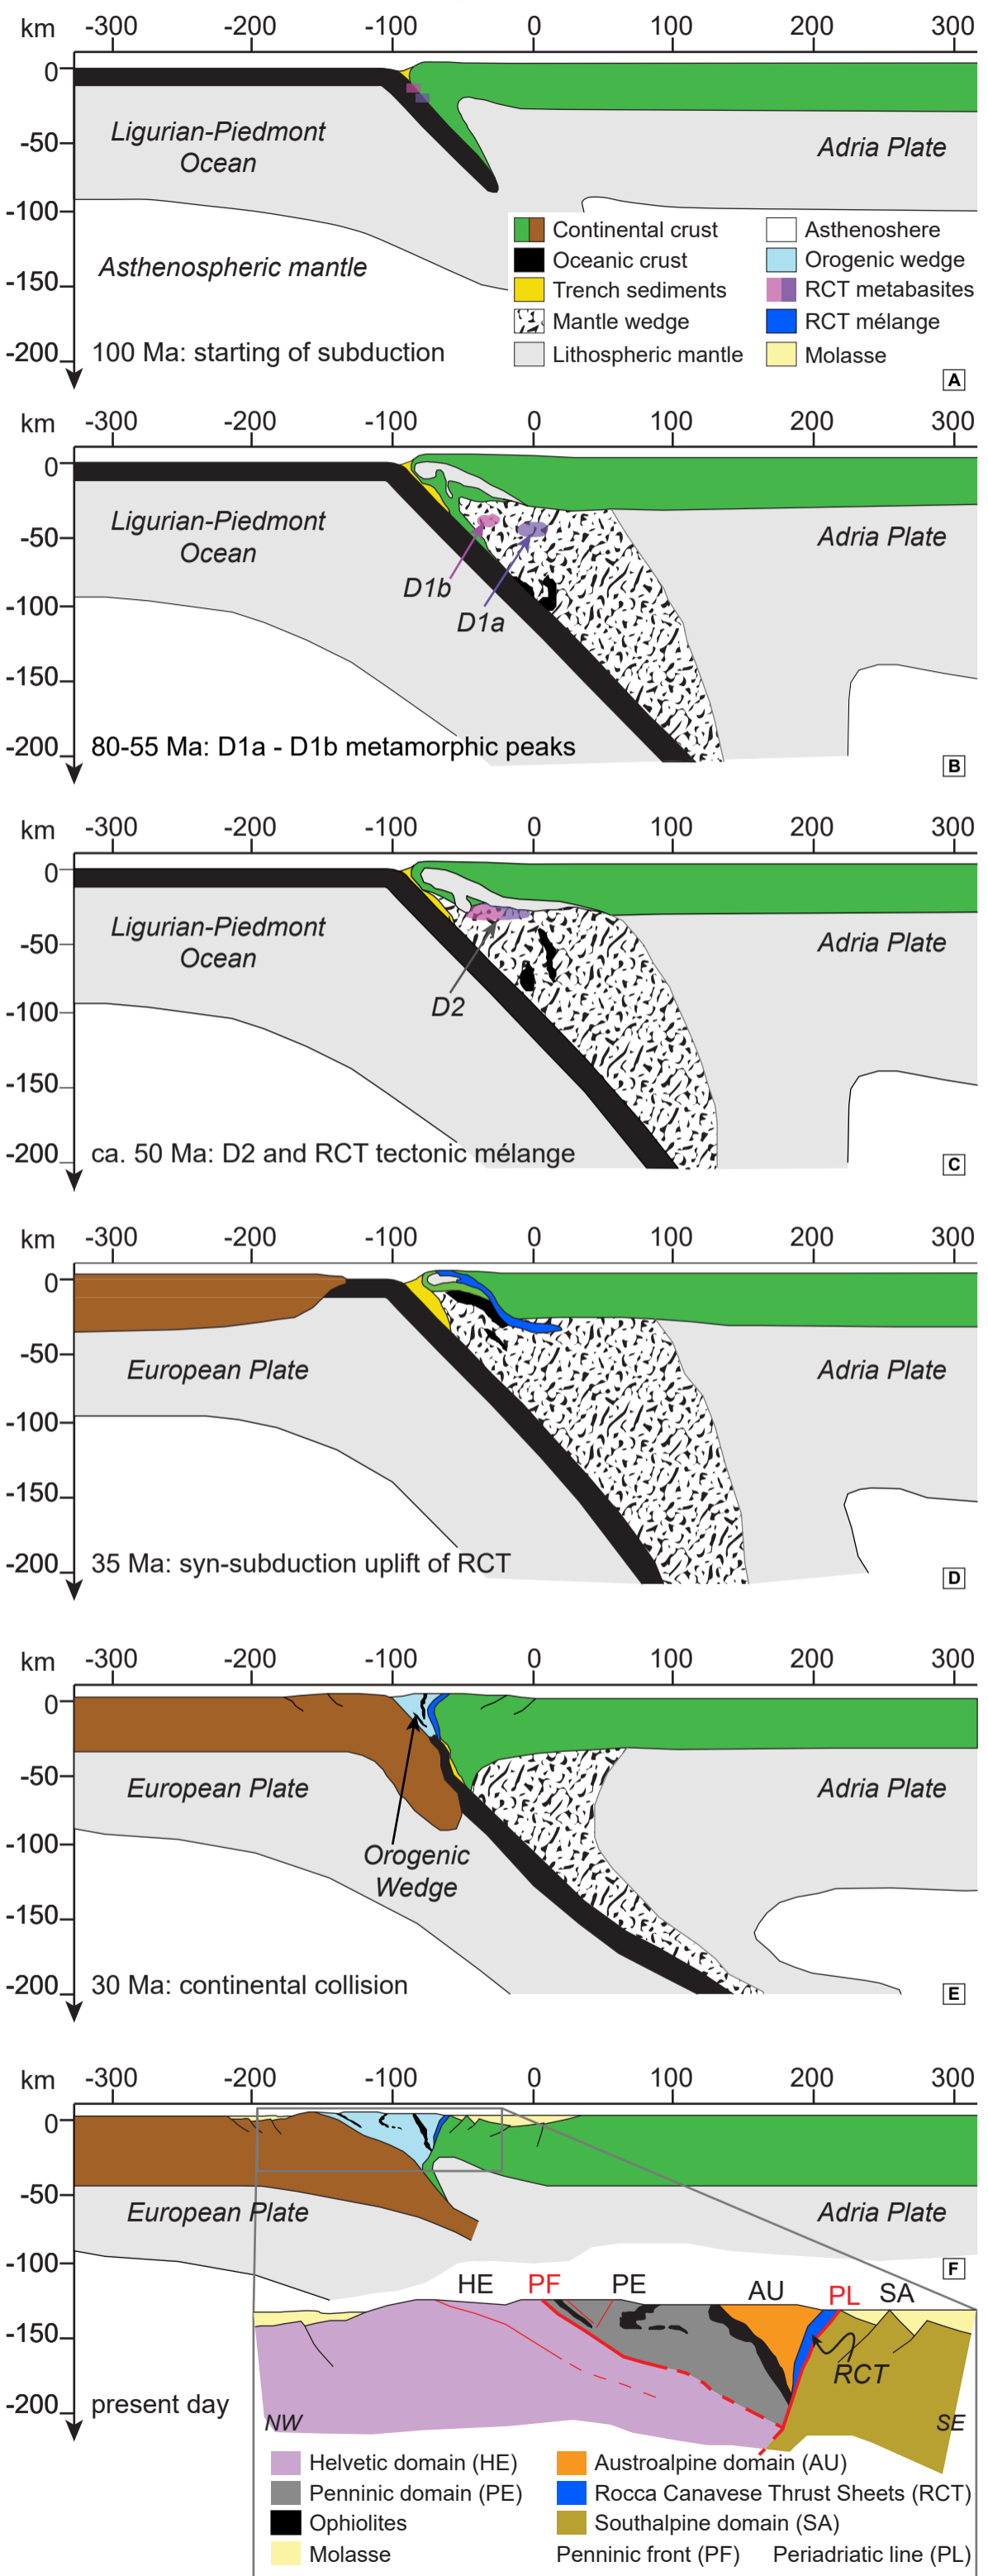 km -300 -200 -100 0 100 200 300
0
-50
-100
-150
-200
Ligurian-Piedmont
Ocean
Adria Plate
Asthenospheric mantle
Continental crust
Oceanic crust
Trench sediments
Mantle wedge
Lithospheric mantle
Asthenoshere
Orogenic wedge
RCT metabasites
RCT mélange
Molasse
100 Ma: starting of subduction
A
km -300 -200 -100 0 100 200 300
0
-50
-100
-150
-200
Ligurian-Piedmont
Ocean
Adria Plate
D1b
D1a
80-55 Ma: D1a - D1b metamorphic peaks
B
km -300 -200 -100 0 100 200 300
0
-50
-100
-150
-200
Ligurian-Piedmont
Ocean
Adria Plate
D2
ca. 50 Ma: D2 and RCT tectonic mélange
C
km -300 -200 -100 0 100 200 300
0
-50
-100
-150
-200
European Plate
Adria Plate
35 Ma: syn-subduction uplift of RCT
D
km -300 -200 -100 0 100 200 300
0
-50
-100
-150
-200
European Plate
Adria Plate
Orogenic
Wedge
30 Ma: continental collision
E
km -300 -200 -100 0 100 200 300
0
-50
-100
-150
-200
European Plate
Adria Plate
F
HE PF PE AU PL SA
RCT
present day
NW
SE
Helvetic domain (HE)
Penninic domain (PE)
Ophiolites
Molasse
Austroalpine domain (AU)
Rocca Canavese Thrust Sheets (RCT)
Southalpine domain (SA)
Penninic front (PF) Periadriatic line (PL)